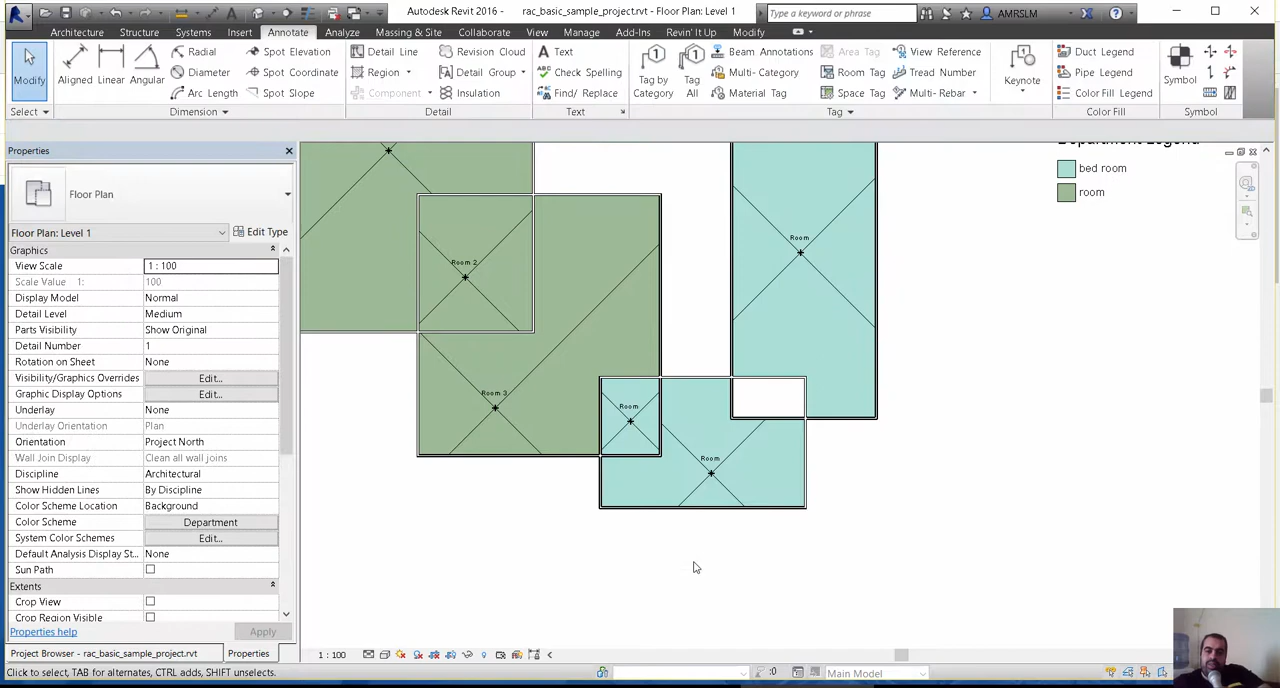 Autodesk Revit 2016 - rac_basic_sample_project.rvt - Floor Plan: Level 1
Type a keyword or phrase
AMRSLM
Architecture Structure Systems Insert Annotate Analyze Massing & Site Collaborate View Manage Add-Ins Revin' It Up Modify
Modify
Aligned Linear Angular
Radial
Diameter
Arc Length
Spot Elevation
Spot Coordinate
Spot Slope
Detail Line
Region
Component
Revision Cloud
Detail Group
Insulation
Text
Check Spelling
Find/ Replace
Tag by Category
Tag All
Beam Annotations
Multi- Category
Material Tag
Area Tag
Room Tag
Space Tag
View Reference
Tread Number
Multi- Rebar
Keynote
Duct Legend
Pipe Legend
Color Fill Legend
Symbol
Select Dimension Detail Text Tag Color Fill Symbol
Properties
Floor Plan
Floor Plan: Level 1 Edit Type
Graphics
View Scale 1 : 100
Scale Value 1: 100
Display Model Normal
Detail Level Medium
Parts Visibility Show Original
Detail Number 1
Rotation on Sheet None
Visibility/Graphics Overrides Edit...
Graphic Display Options Edit...
Underlay None
Underlay Orientation Plan
Orientation Project North
Wall Join Display Clean all wall joins
Discipline Architectural
Show Hidden Lines By Discipline
Color Scheme Location Background
Color Scheme Department
System Color Schemes Edit...
Default Analysis Display St... None
Sun Path
Extents
Crop View
Crop Region Visible
Properties help Apply
Project Browser - rac_basic_sample_project.rvt Properties
Department Legend
bed room
room
Room
Room 2
Room 3
Room
Room
1 : 100
Click to select, TAB for alternates, CTRL adds, SHIFT unselects.
:0
Main Model